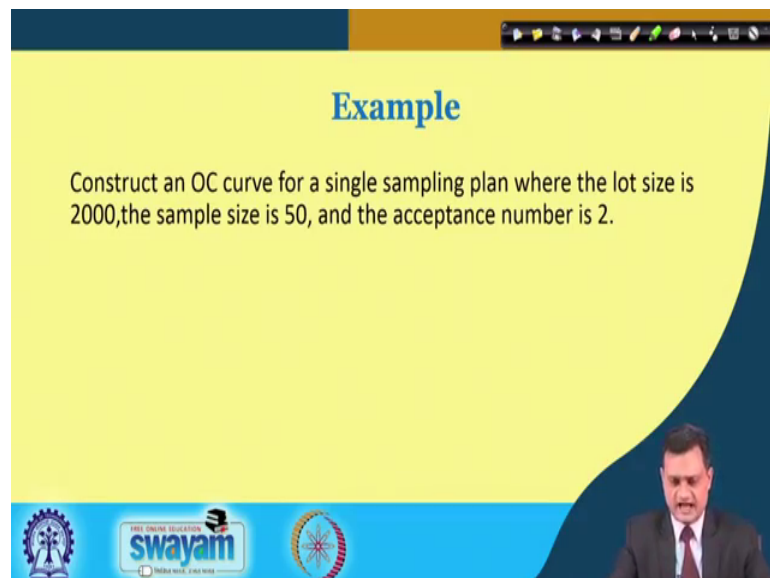 Example
Construct an OC curve for a single sampling plan where the lot size is
2000,the sample size is 50, and the acceptance number is 2.
FREE ONLINE EDUCATION
swayam